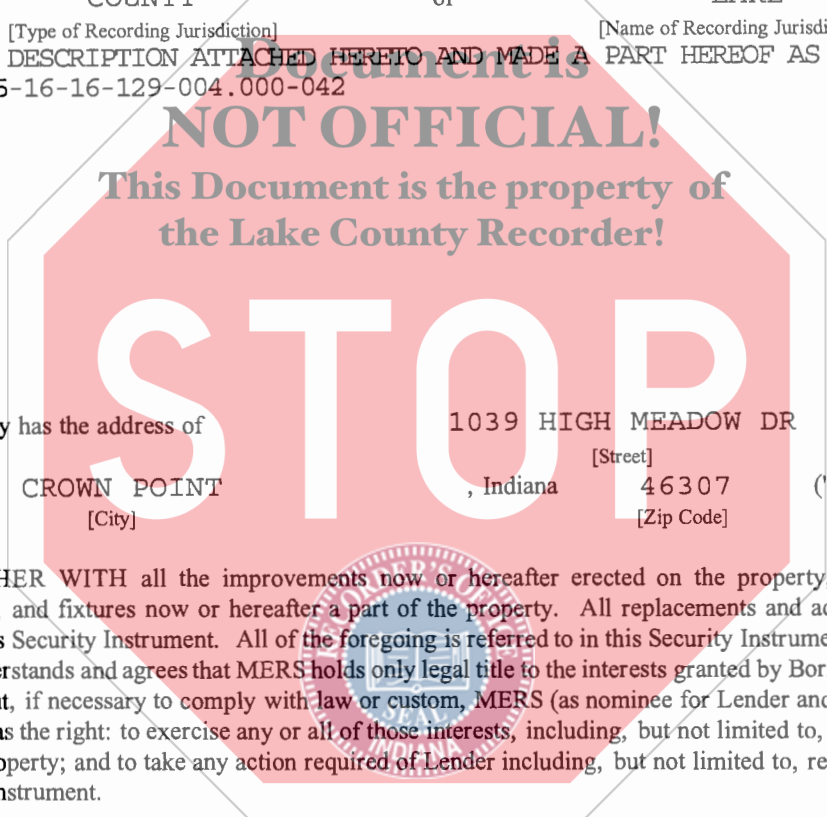 COUNTY of LAKE
[Type of Recording Jurisdiction] [Name of Recording Jurisdi
DESCRIPTION ATTACHED HERETO AND MADE A PART HEREOF AS
5-16-16-129-004.000-042
Document is
NOT OFFICIAL!
This Document is the property of
the Lake County Recorder!
STOP
y has the address of 1039 HIGH MEADOW DR
[Street]
CROWN POINT , Indiana 46307 ("
[City] [Zip Code]
HER WITH all the improvements now or hereafter erected on the property,
, and fixtures now or hereafter a part of the property. All replacements and ad
s Security Instrument. All of the foregoing is referred to in this Security Instrume
erstands and agrees that MERS holds only legal title to the interests granted by Bor
ut, if necessary to comply with law or custom, MERS (as nominee for Lender and
as the right: to exercise any or all of those interests, including, but not limited to,
operty; and to take any action required of Lender including, but not limited to, re
nstrument.
RECORDER'S OFFICE
SEAL
INDIANA